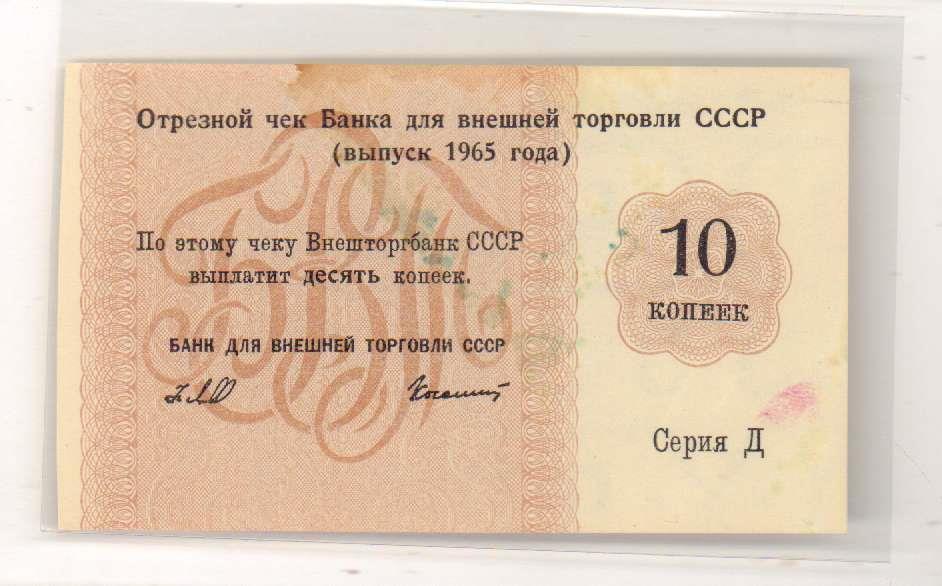 Отрезной чек Банка для внешней торговли СССР
(выпуск 1965 года)
По этому чеку Внешторгбанк СССР
выплатит десять копеек.
БАНК ДЛЯ ВНЕШНЕЙ ТОРГОВЛИ СССР
10
КОПЕЕК
Серия Д